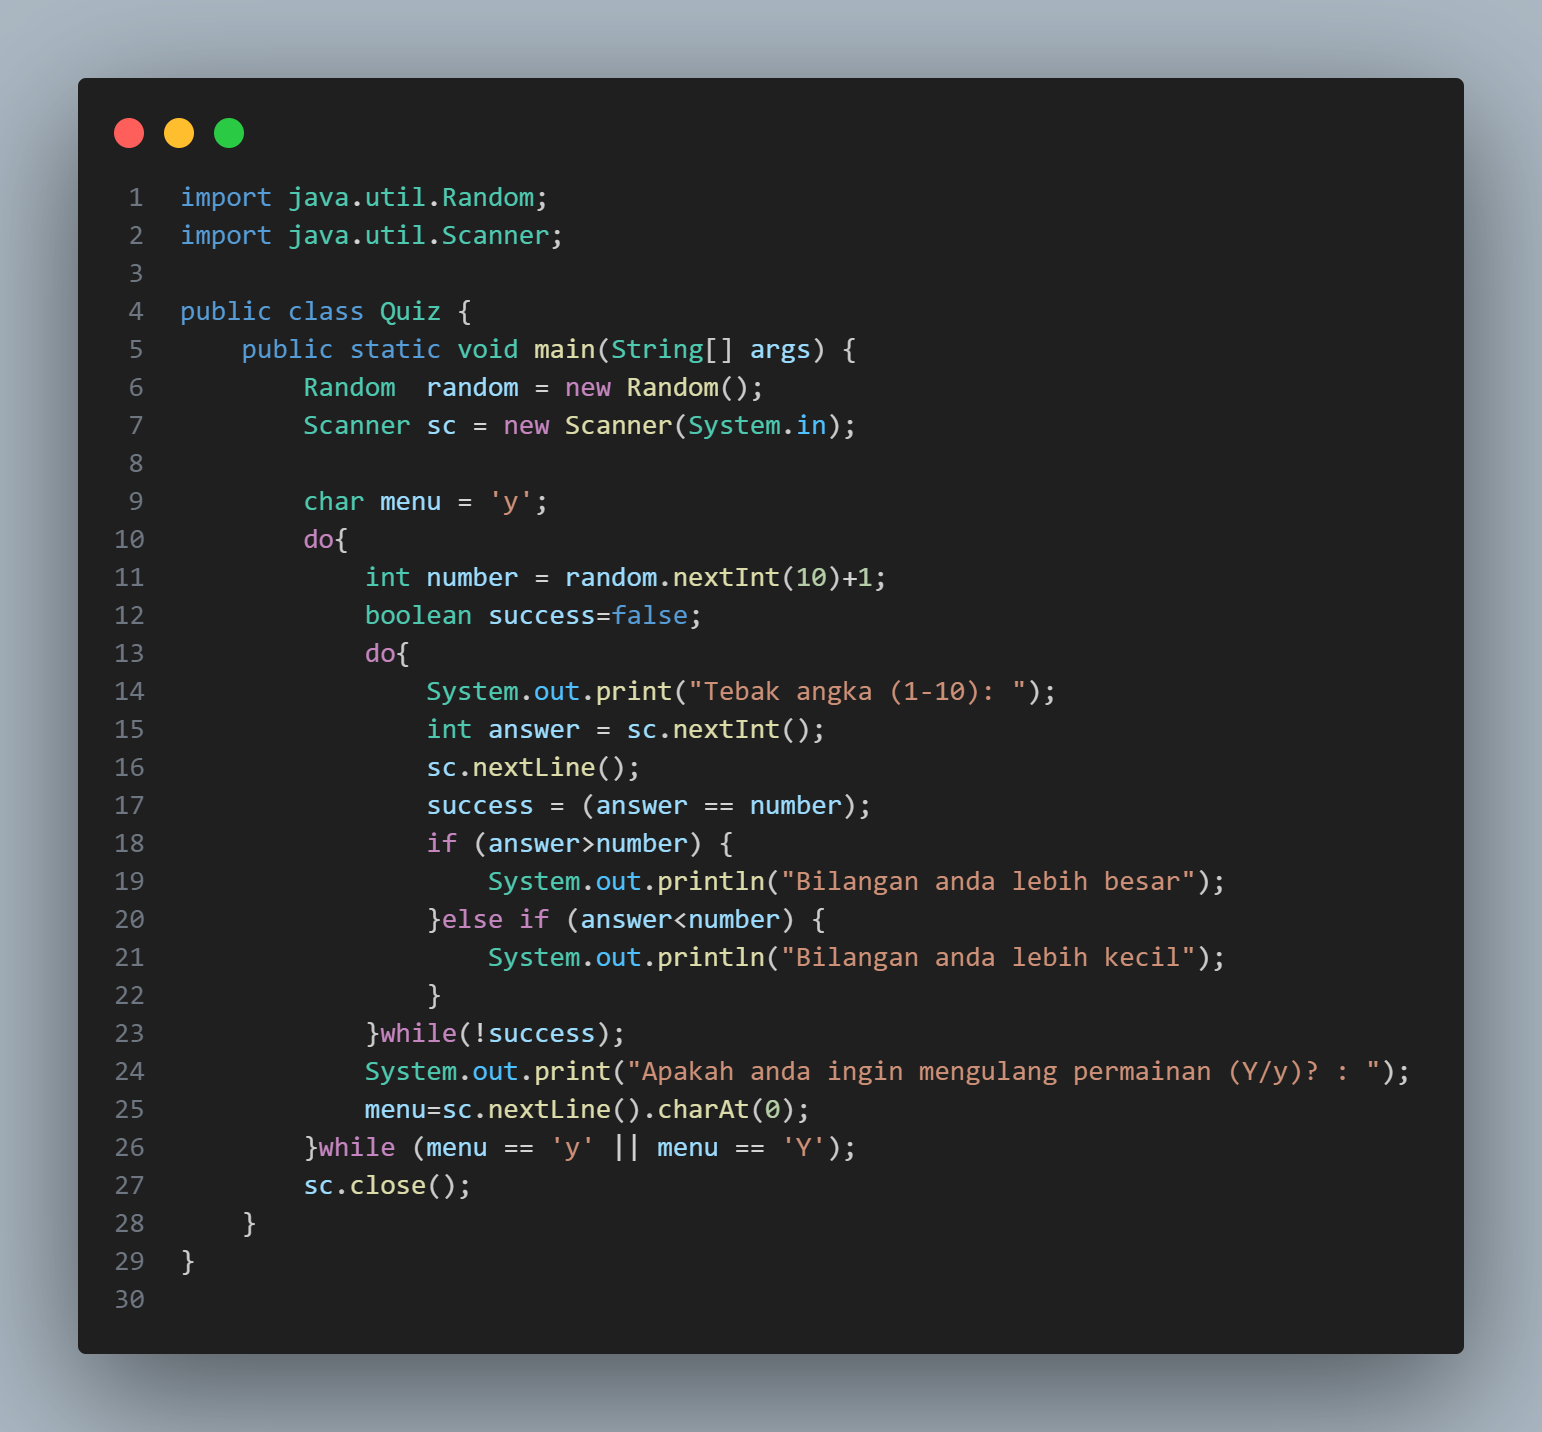 1 import java.util.Random;
2 import java.util.Scanner;
3
4 public class Quiz {
5     public static void main(String[] args) {
6         Random  random = new Random();
7         Scanner sc = new Scanner(System.in);
8
9         char menu = 'y';
10         do{
11             int number = random.nextInt(10)+1;
12             boolean success=false;
13             do{
14                 System.out.print("Tebak angka (1-10): ");
15                 int answer = sc.nextInt();
16                 sc.nextLine();
17                 success = (answer == number);
18                 if (answer>number) {
19                     System.out.println("Bilangan anda lebih besar");
20                 }else if (answer<number) {
21                     System.out.println("Bilangan anda lebih kecil");
22                 }
23             }while(!success);
24             System.out.print("Apakah anda ingin mengulang permainan (Y/y)? : ");
25             menu=sc.nextLine().charAt(0);
26         }while (menu == 'y' || menu == 'Y');
27         sc.close();
28     }
29 }
30